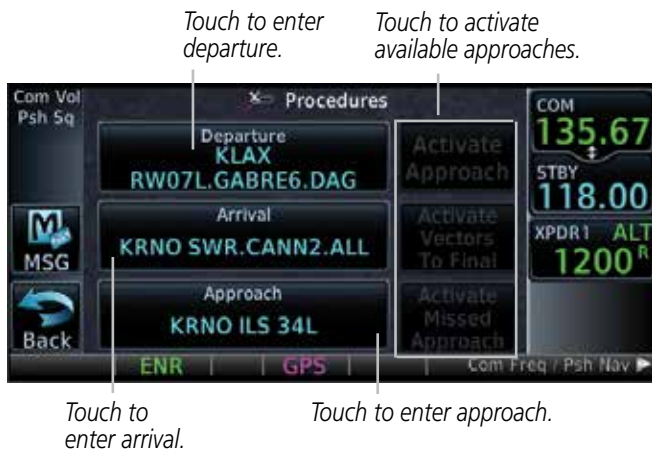 Touch to enter
departure.
Touch to activate
available approaches.
Com Vol
Psh Sq
Procedures
COM
135.67
STBY
118.00
XPDR1 ALT
1200 R
Departure
KLAX
RW07L.GABRE6.DAG
Activate
Approach
Arrival
KRNO SWR.CANN2.ALL
Activate
Vectors
To Final
MSG
Approach
KRNO ILS 34L
Activate
Missed
Approach
Back
ENR
GPS
Com Freq / Psh Nav
Touch to
enter arrival.
Touch to enter approach.